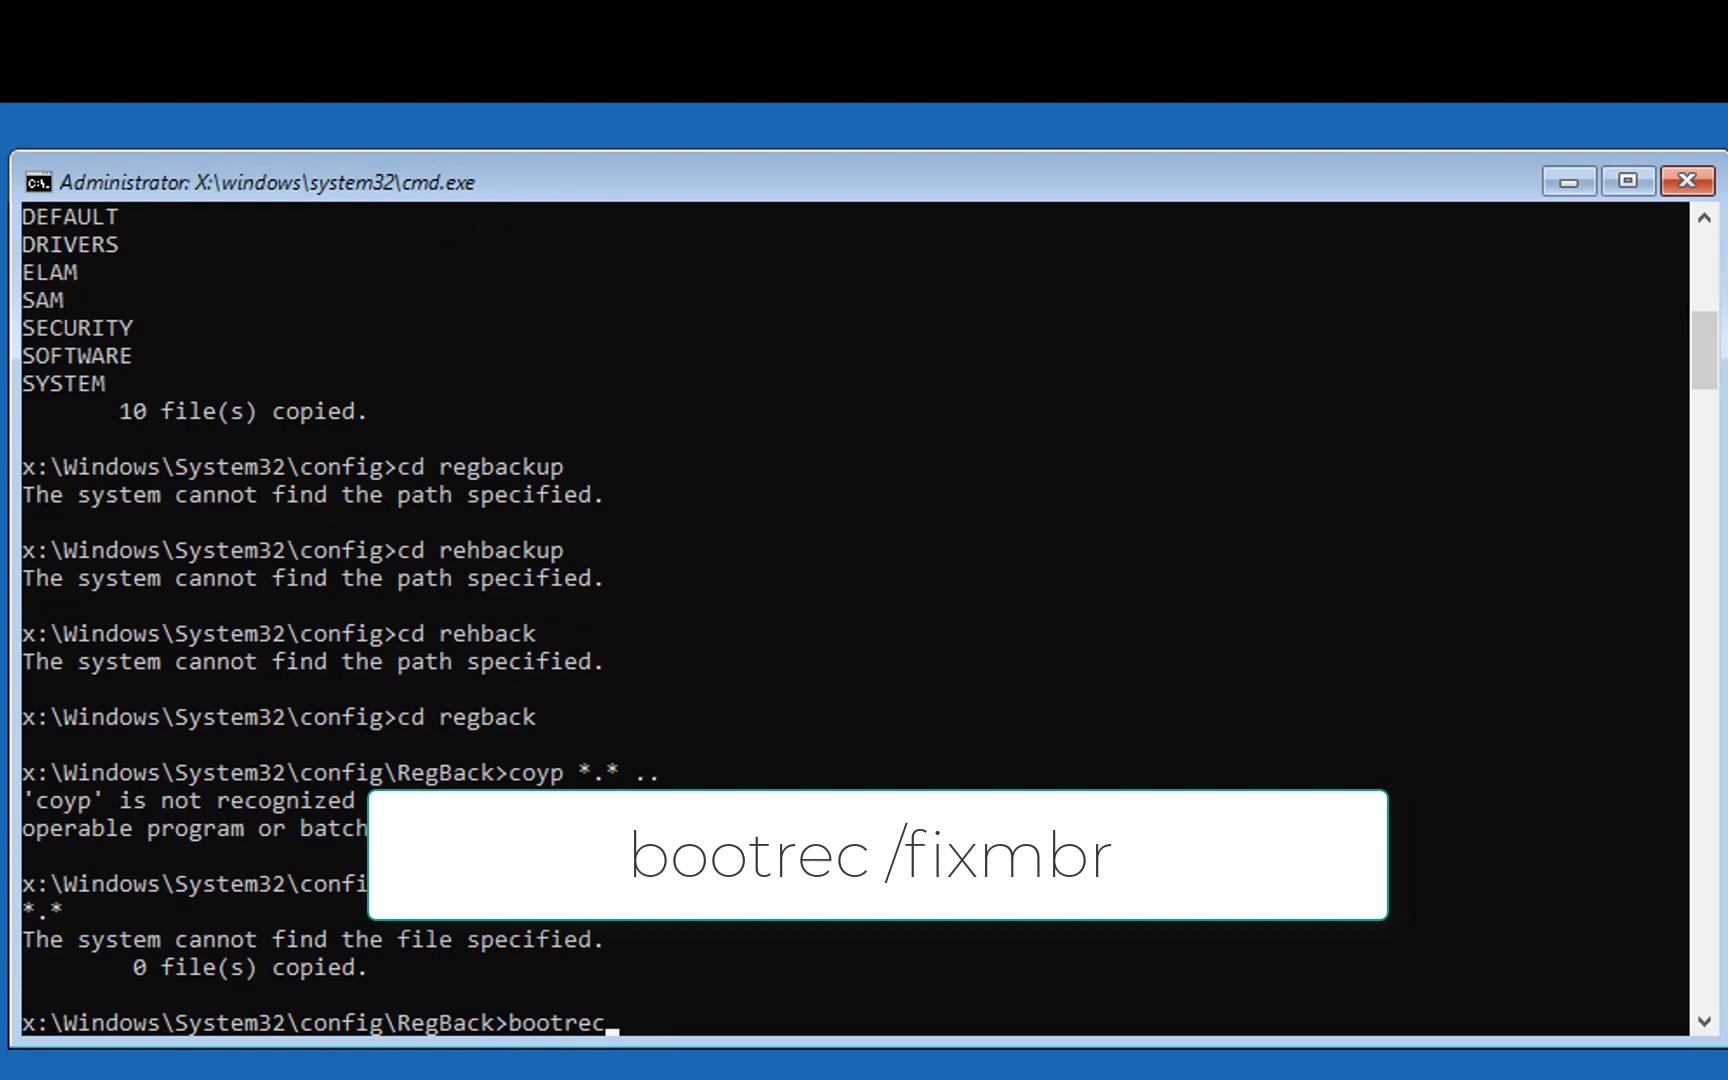 Administrator: X:\windows\system32\cmd.exe
DEFAULT
DRIVERS
ELAM
SAM
SECURITY
SOFTWARE
SYSTEM
10 file(s) copied.
x:\Windows\System32\config>cd regbackup
The system cannot find the path specified.
x:\Windows\System32\config>cd rehbackup
The system cannot find the path specified.
x:\Windows\System32\config>cd rehback
The system cannot find the path specified.
x:\Windows\System32\config>cd regback
x:\Windows\System32\config\RegBack>coyp *.* ..
'coyp' is not recognized
operable program or batch
bootrec /fixmbr
x:\Windows\System32\confi
*.*
The system cannot find the file specified.
0 file(s) copied.
x:\Windows\System32\config\RegBack>bootrec